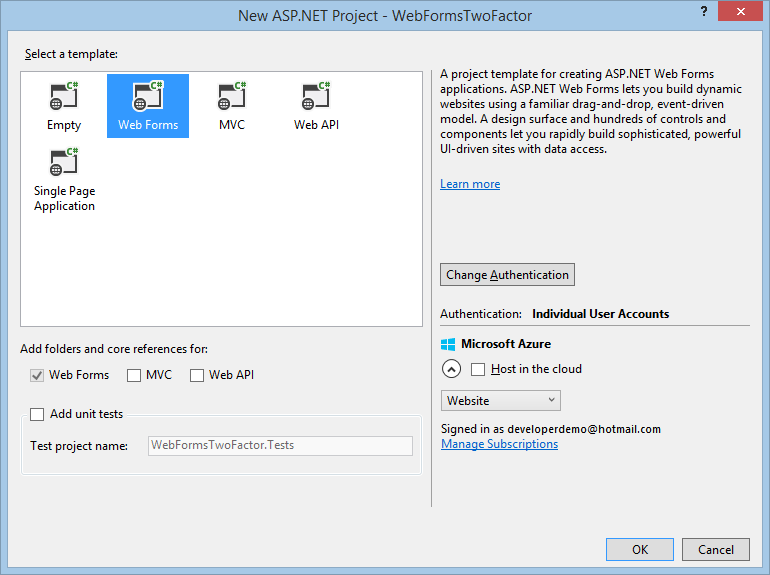 New ASP.NET Project - WebFormsTwoFactor
?
Select a template:
C#
Empty
C#
Web Forms
C#
MVC
C#
Web API
C#
Single Page
Application
A project template for creating ASP.NET Web Forms
applications. ASP.NET Web Forms lets you build dynamic
websites using a familiar drag-and-drop, event-driven
model. A design surface and hundreds of controls and
components let you rapidly build sophisticated, powerful
UI-driven sites with data access.
Learn more
Change Authentication
Authentication: Individual User Accounts
Microsoft Azure
Host in the cloud
Website
Signed in as developerdemo@hotmail.com
Manage Subscriptions
Add folders and core references for:
Web Forms
MVC
Web API
Add unit tests
Test project name: WebFormsTwoFactor.Tests
OK
Cancel